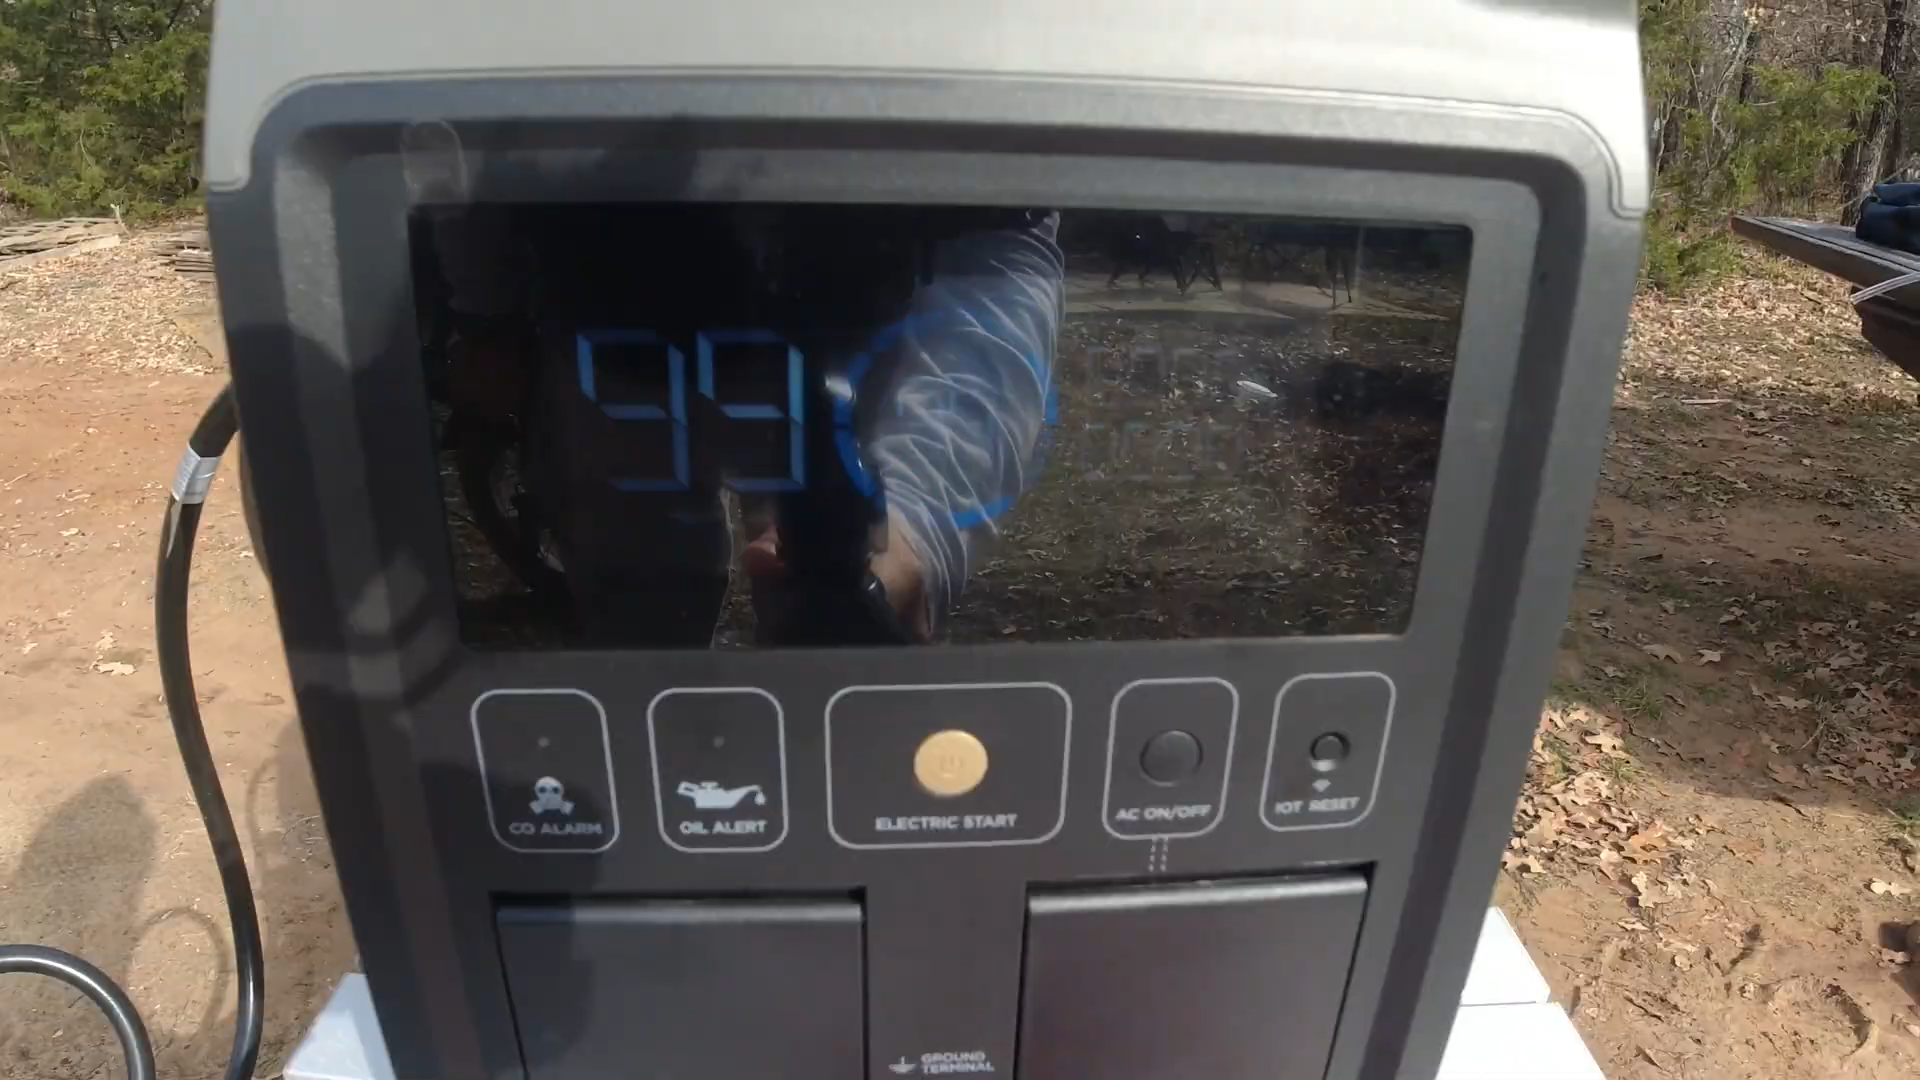 99
CO ALARM
OIL ALERT
ELECTRIC START
AC ON/OFF
IOT RESET
GROUND
TERMINAL